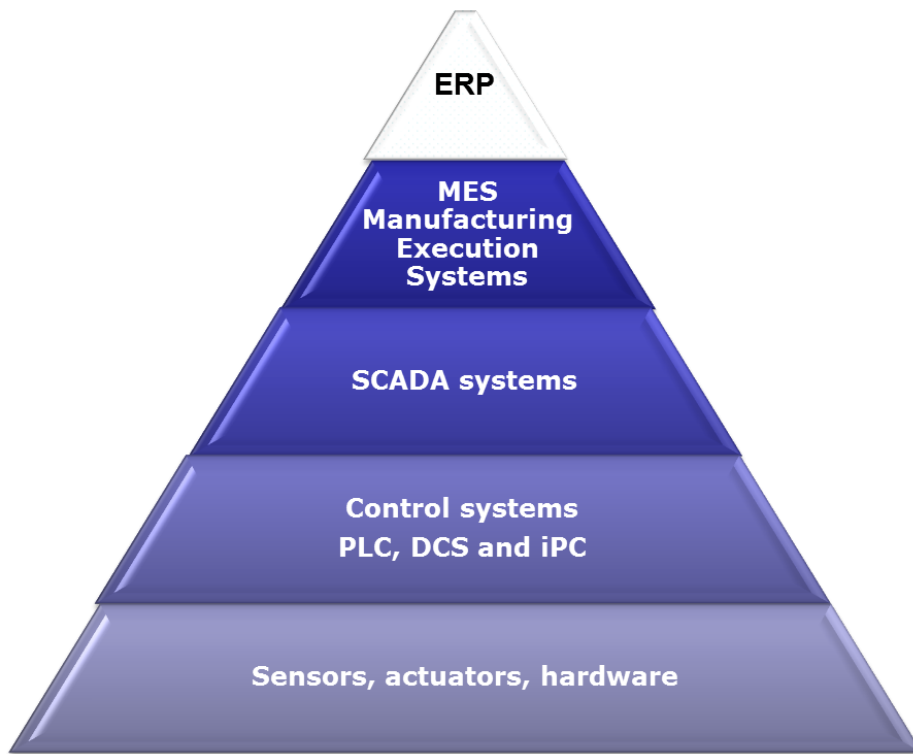 ERP
MES
Manufacturing
Execution
Systems
SCADA systems
Control systems
PLC, DCS and iPC
Sensors, actuators, hardware